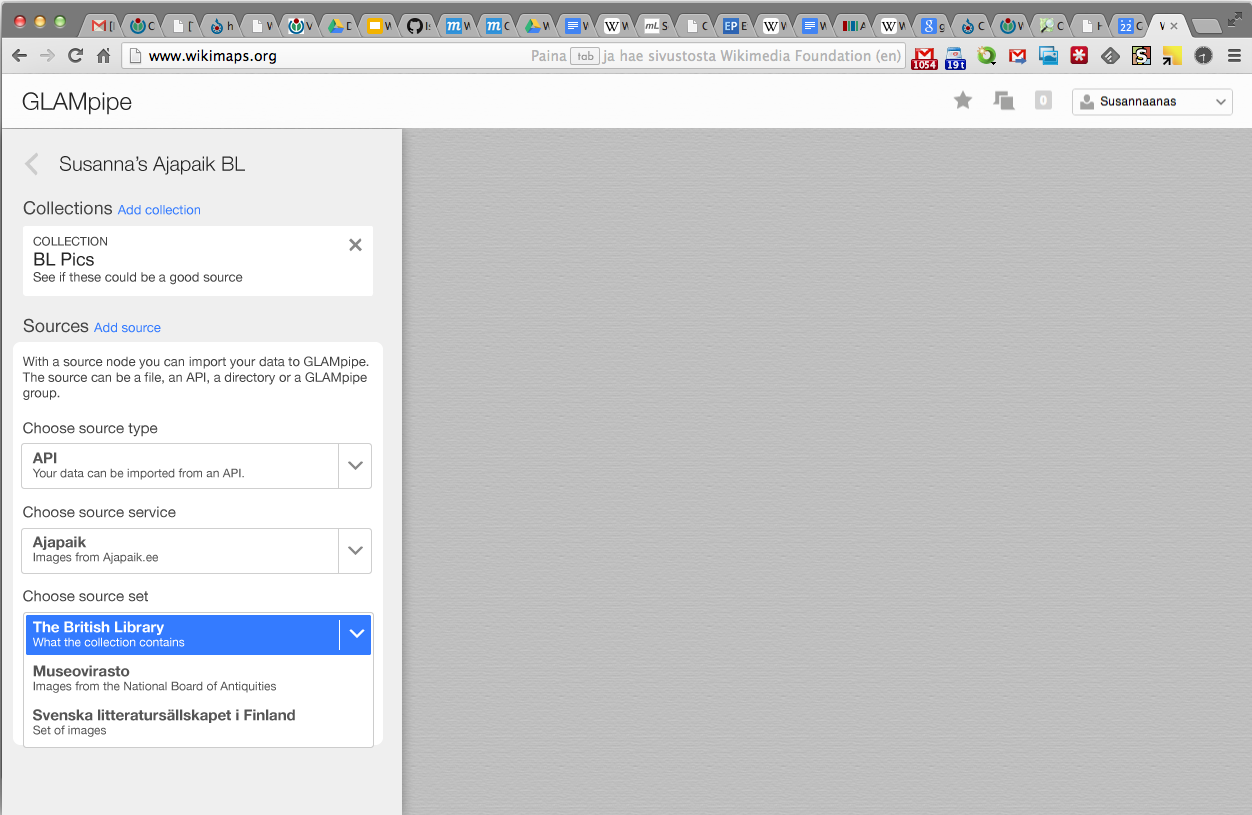 www.wikimaps.org
Paina tab ja hae sivustosta Wikimedia Foundation (en)
1054
19t
GLAMpipe
0
Susannaanas
Susanna’s Ajapaik BL
Collections Add collection
COLLECTION
BL Pics
See if these could be a good source
Sources Add source
With a source node you can import your data to GLAMpipe.
The source can be a file, an API, a directory or a GLAMpipe
group.
Choose source type
API
Your data can be imported from an API.
Choose source service
Ajapaik
Images from Ajapaik.ee
Choose source set
The British Library
What the collection contains
Museovirasto
Images from the National Board of Antiquities
Svenska litteratursällskapet i Finland
Set of images